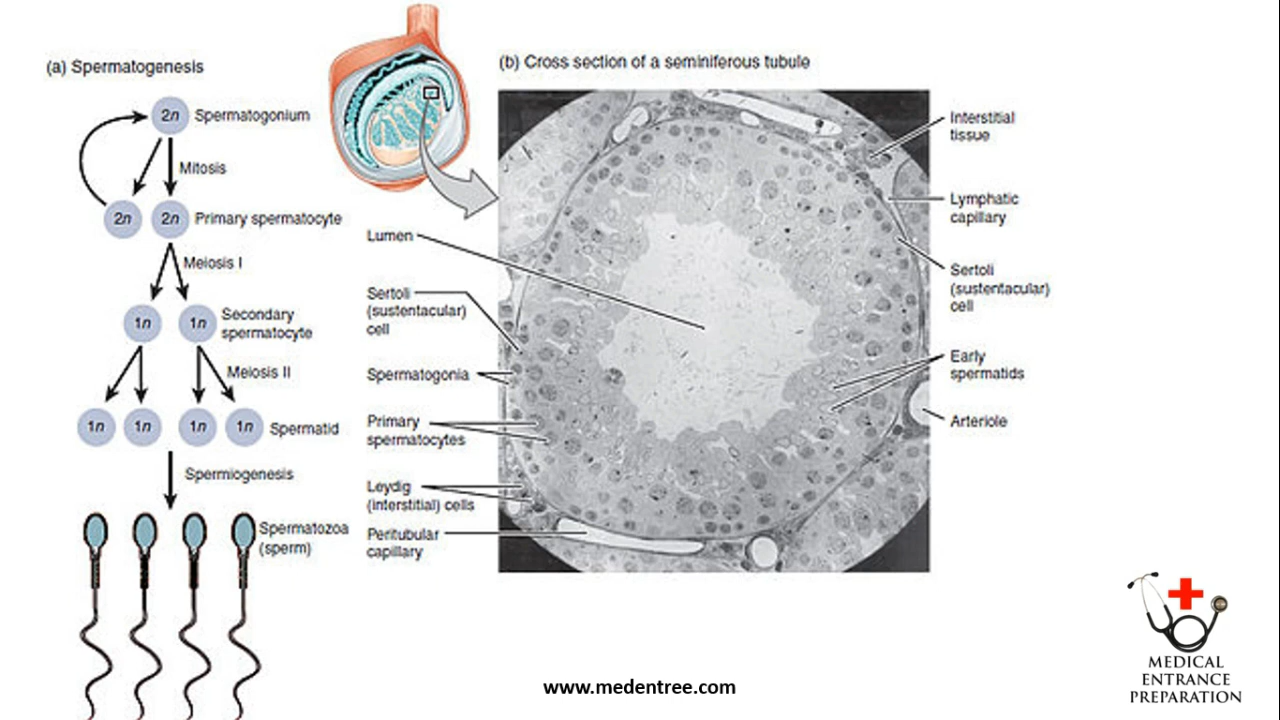 (a) Spermatogenesis
2n
Spermatogonium
Mitosis
2n
2n
Primary spermatocyte
Meiosis I
1n
1n
Secondary
spermatocyte
Meiosis II
1n
1n
1n
1n
Spermatid
Spermiogenesis
Spermatozoa
(sperm)
(b) Cross section of a seminiferous tubule
Lumen
Sertoli
(sustentacular)
cell
Spermatogonia
Primary
spermatocytes
Leydig
(interstitial) cells
Peritubular
capillary
Interstitial
tissue
Lymphatic
capillary
Sertoli
(sustentacular)
cell
Early
spermatids
Arteriole
www.medentree.com
MEDICAL
ENTRANCE
PREPARATION